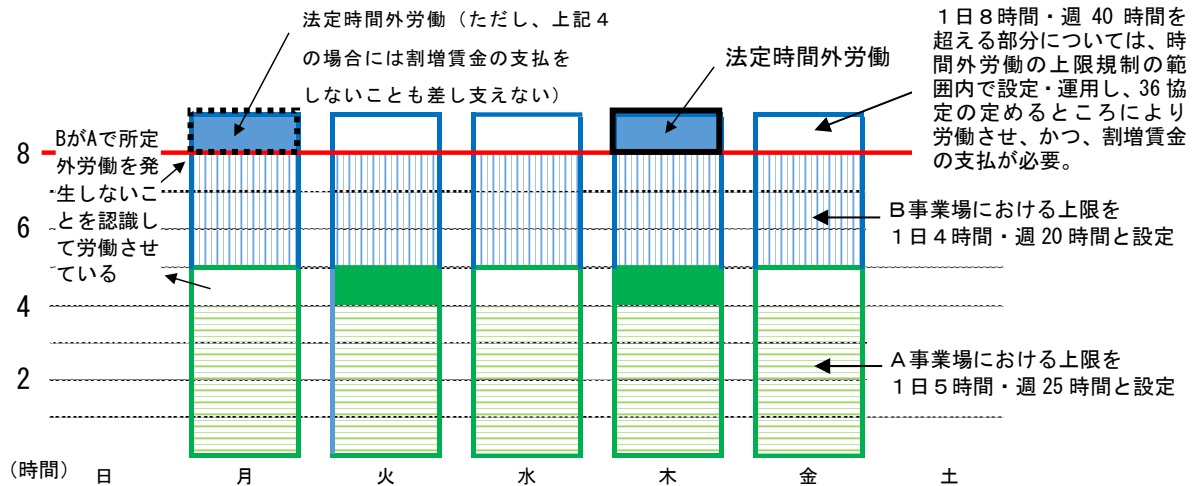 法定時間外労働（ただし、上記４
の場合には割増賃金の支払を
しないことも差し支えない）
法定時間外労働
１日８時間・週 40 時間を
超える部分については、時
間外労働の上限規制の範
囲内で設定・運用し、36 協
定の定めるところにより
労働させ、かつ、割増賃金
の支払が必要。
BがAで所定
外労働を発
生しないこ
とを認識し
て労働させ
ている
B事業場における上限を
１日４時間・週 20 時間と設定
A事業場における上限を
１日５時間・週 25 時間と設定
8
6
4
2
（時間）
日 月 火 水 木 金 土